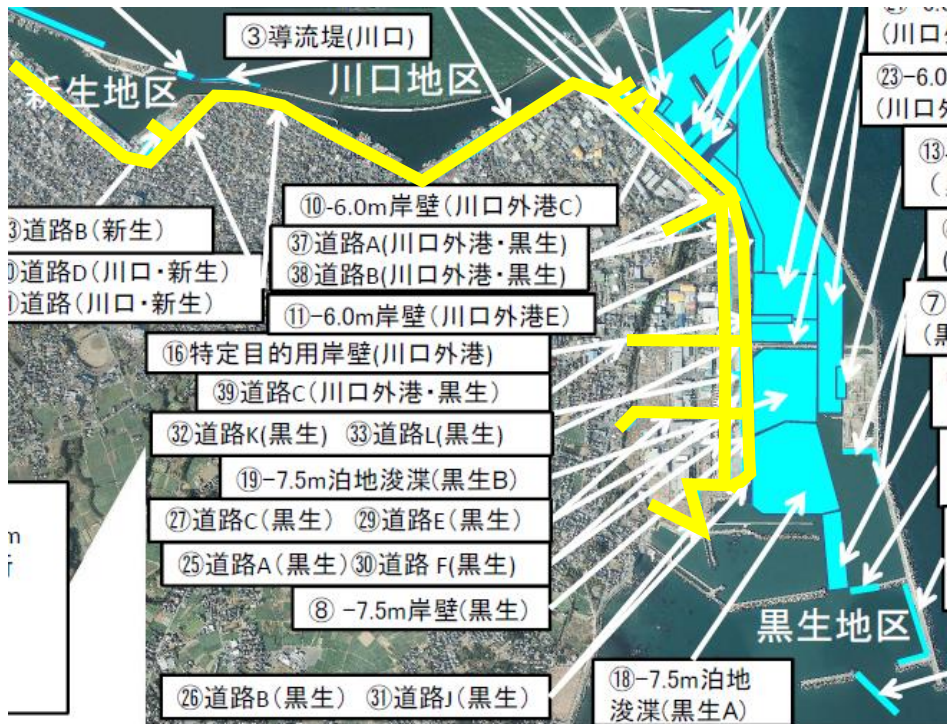 ③導流堤(川口)
新生地区
川口地区
(川口外
㉓-6.0
(川口外
⑬
⑩-6.0m岸壁(川口外港C)
3道路B(新生)
㊲道路A(川口外港・黒生)
㊳道路B(川口外港・黒生)
道路D(川口・新生)
道路(川口・新生)
⑪-6.0m岸壁(川口外港E)
⑦
(黒
⑯特定目的用岸壁(川口外港)
㊴道路C(川口外港・黒生)
㉜道路K(黒生) ㉝道路L(黒生)
⑲-7.5m泊地浚渫(黒生B)
㉗道路C(黒生) ㉙道路E(黒生)
m
㉕道路A(黒生)㉚道路 F(黒生)
⑧ -7.5m岸壁(黒生)
黒生地区
㉖道路B(黒生) ㉛道路J(黒生)
⑱-7.5m泊地
浚渫(黒生A)